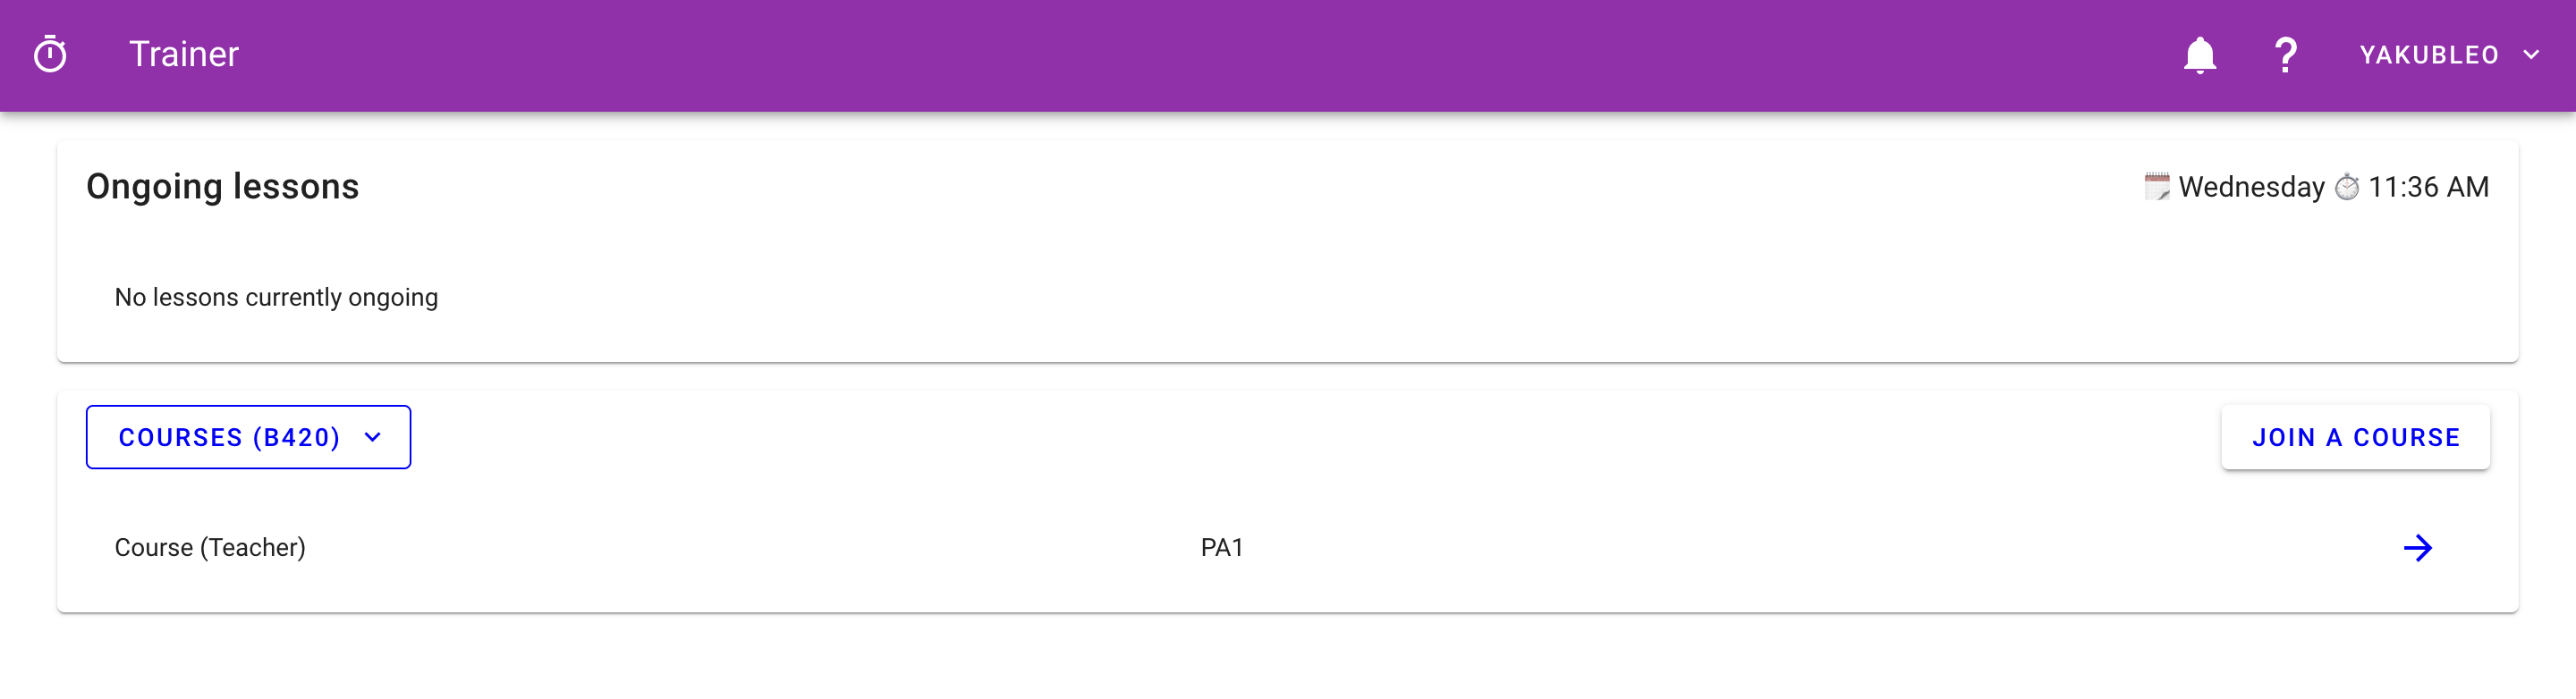 Trainer
YAKUBLEO
Ongoing lessons
Wednesday 11:36 AM
No lessons currently ongoing
COURSES (B420)
JOIN A COURSE
Course (Teacher)
PA1